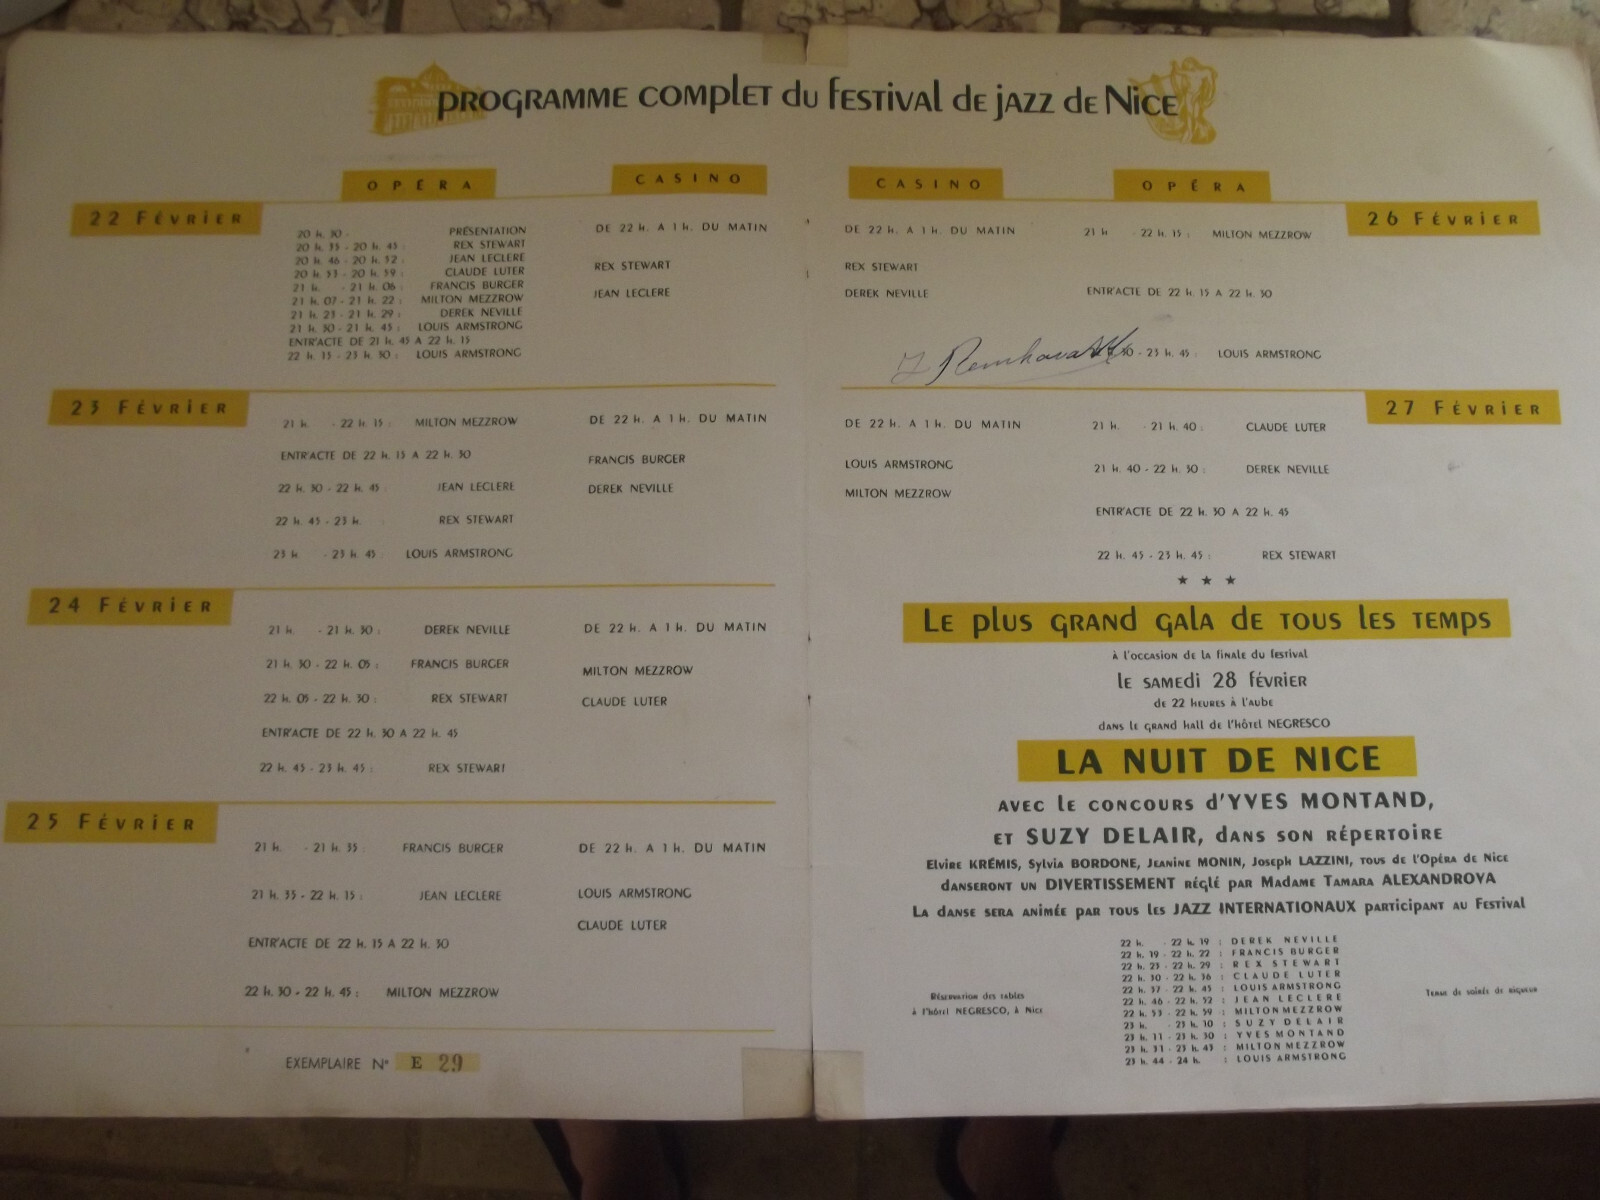 PROGRAMME COMPLET du FESTIVAL de JAZZ de NICE
OPÉRA
CASINO
22 FÉVRIER
20 h. 30 - PRÉSENTATION
20 h. 35 - 20 h. 45 : REX STEWART
20 h. 46 - 20 h. 52 : JEAN LECLERE
20 h. 53 - 20 h. 59 : CLAUDE LUTER
21 h. - 21 h. 06 : FRANCIS BURGER
21 h. 07 - 21 h. 22 : MILTON MEZZROW
21 h. 23 - 21 h. 29 : DEREK NEVILLE
21 h. 30 - 21 h. 45 : LOUIS ARMSTRONG
ENTR'ACTE DE 21 h. 45 A 22 h. 15
22 h. 15 - 23 h. 30 : LOUIS ARMSTRONG
DE 22 h. A 1 h. DU MATIN
REX STEWART
JEAN LECLERE
23 FÉVRIER
21 h. - 22 h. 15 : MILTON MEZZROW
ENTR'ACTE DE 22 h. 15 A 22 h. 30
22 h. 30 - 22 h. 45 : JEAN LECLERE
22 h. 45 - 23 h. : REX STEWART
23 h. - 23 h. 45 : LOUIS ARMSTRONG
DE 22 h. A 1 h. DU MATIN
FRANCIS BURGER
DEREK NEVILLE
24 FÉVRIER
21 h. - 21 h. 30 : DEREK NEVILLE
21 h. 30 - 22 h. 05 : FRANCIS BURGER
22 h. 05 - 22 h. 30 : REX STEWART
ENTR'ACTE DE 22 h. 30 A 22 h. 45
22 h. 45 - 23 h. 45 : REX STEWART
DE 22 h. A 1 h. DU MATIN
MILTON MEZZROW
CLAUDE LUTER
25 FÉVRIER
21 h. - 21 h. 35 : FRANCIS BURGER
21 h. 35 - 22 h. 15 : JEAN LECLERE
ENTR'ACTE DE 22 h. 15 A 22 h. 30
22 h. 30 - 22 h. 45 : MILTON MEZZROW
DE 22 h. A 1 h. DU MATIN
LOUIS ARMSTRONG
CLAUDE LUTER
EXEMPLAIRE N° E 29
CASINO
OPÉRA
26 FÉVRIER
DE 22 h. A 1 h. DU MATIN
REX STEWART
DEREK NEVILLE
21 h - 22 h. 15 : MILTON MEZZROW
ENTR'ACTE DE 22 h. 15 A 22 h. 30
30 - 23 h. 45 : LOUIS ARMSTRONG
27 FÉVRIER
DE 22 h. A 1 h. DU MATIN
LOUIS ARMSTRONG
MILTON MEZZROW
21 h. - 21 h. 40 : CLAUDE LUTER
21 h. 40 - 22 h. 30 : DEREK NEVILLE
ENTR'ACTE DE 22 h. 30 A 22 h. 45
22 h. 45 - 23 h. 45 : REX STEWART
★ ★ ★
LE plus GRAND GALA de TOUS lES TEMPS
à l'occasion de la finale du festival
le SAMEDI 28 FÉVRIER
de 22 heures à l'aube
dans le grand hall de l'hôtel NEGRESCO
LA NUIT DE NICE
AVEC lE CONCOURS d'YVES MONTAND,
ET SUZY DELAIR, dans son répertoire
Elvire KRÉMIS, Sylvia BORDONE, Jeanine MONIN, Joseph LAZZINI, tous de l'Opéra de Nice
danseront un DIVERTISSEMENT réglé par Madame Tamara ALEXANDROVA
La danse sera animée par tous les JAZZ INTERNATIONAUX participant au Festival
22 h. - 22 h. 19 : DEREK NEVILLE
22 h. 19 - 22 h. 22 : FRANCIS BURGER
22 h. 23 - 22 h. 29 : REX STEWART
22 h. 30 - 22 h. 36 : CLAUDE LUTER
22 h. 37 - 22 h. 45 : LOUIS ARMSTRONG
22 h. 46 - 22 h. 52 : JEAN LECLERE
22 h. 53 - 22 h. 59 : MILTON MEZZROW
23 h. - 23 h. 10 : SUZY DELAIR
23 h. 11 - 23 h. 30 : YVES MONTAND
23 h. 31 - 23 h. 43 : MILTON MEZZROW
23 h. 44 - 24 h. : LOUIS ARMSTRONG
Réservation des tables
à l'hôtel NEGRESCO, à Nice
Tenue de soirée de rigueur